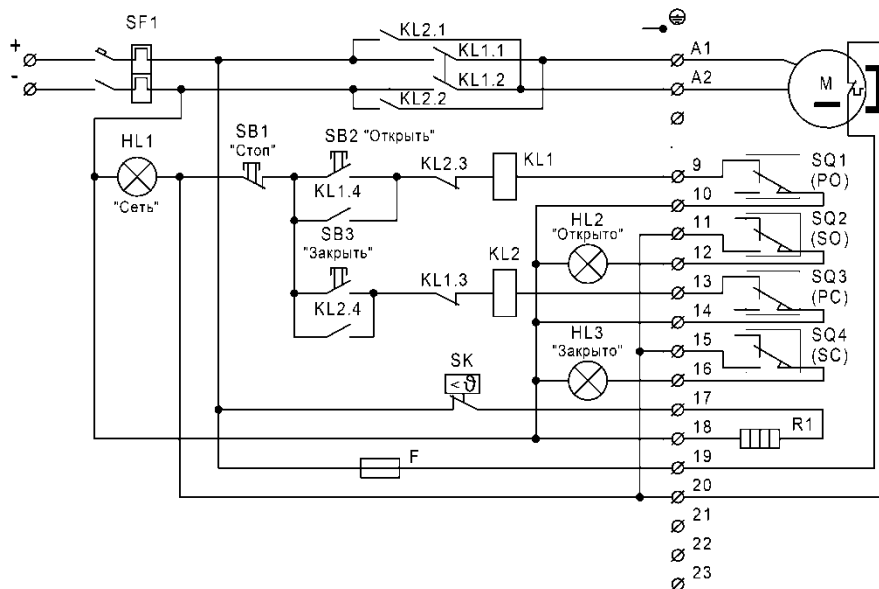 SF1
+
-
KL2.1
KL1.1
KL1.2
KL2.2
A1
A2
M
HL1
"Сеть"
SB1
"Стоп"
SB2 "Открыть"
KL1.4
KL2.3
KL1
SB3
"Закрыть"
KL2.4
KL1.3
KL2
HL2
"Открыто"
HL3
"Закрыто"
SK
< ϑ
F
9
10
11
12
13
14
15
16
17
18
19
20
21
22
23
SQ1
(PO)
SQ2
(SO)
SQ3
(PC)
SQ4
(SC)
R1